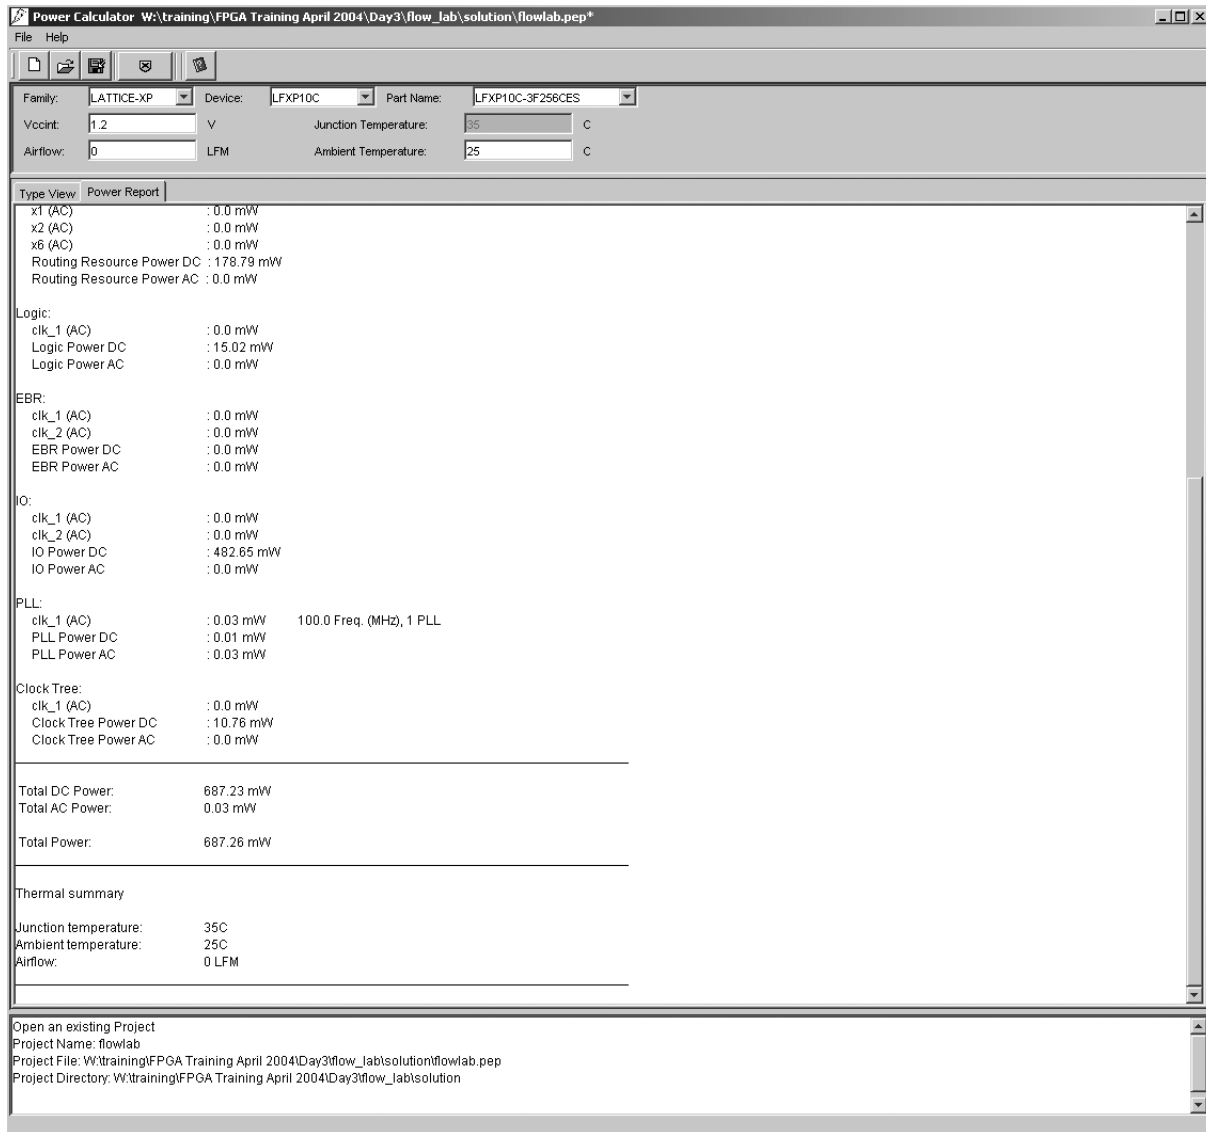 Power Calculator W:\training\FPGA Training April 2004\Day3\flow_lab\solution\flowlab.pep*
File Help
Family: LATTICE-XP Device: LFXP10C Part Name: LFXP10C-3F256CES
Vccint: 1.2 V Junction Temperature: 35 C
Airflow: 0 LFM Ambient Temperature: 25 C
Type View Power Report
x1 (AC) : 0.0 mW
x2 (AC) : 0.0 mW
x6 (AC) : 0.0 mW
Routing Resource Power DC : 178.79 mW
Routing Resource Power AC : 0.0 mW
Logic:
clk_1 (AC) : 0.0 mW
Logic Power DC : 15.02 mW
Logic Power AC : 0.0 mW
EBR:
clk_1 (AC) : 0.0 mW
clk_2 (AC) : 0.0 mW
EBR Power DC : 0.0 mW
EBR Power AC : 0.0 mW
IO:
clk_1 (AC) : 0.0 mW
clk_2 (AC) : 0.0 mW
IO Power DC : 482.65 mW
IO Power AC : 0.0 mW
PLL:
clk_1 (AC) : 0.03 mW 100.0 Freq. (MHz), 1 PLL
PLL Power DC : 0.01 mW
PLL Power AC : 0.03 mW
Clock Tree:
clk_1 (AC) : 0.0 mW
Clock Tree Power DC : 10.76 mW
Clock Tree Power AC : 0.0 mW
Total DC Power: 687.23 mW
Total AC Power: 0.03 mW
Total Power: 687.26 mW
Thermal summary
Junction temperature: 35C
Ambient temperature: 25C
Airflow: 0 LFM
Open an existing Project
Project Name: flowlab
Project File: W:\training\FPGA Training April 2004\Day3\flow_lab\solution\flowlab.pep
Project Directory: W:\training\FPGA Training April 2004\Day3\flow_lab\solution